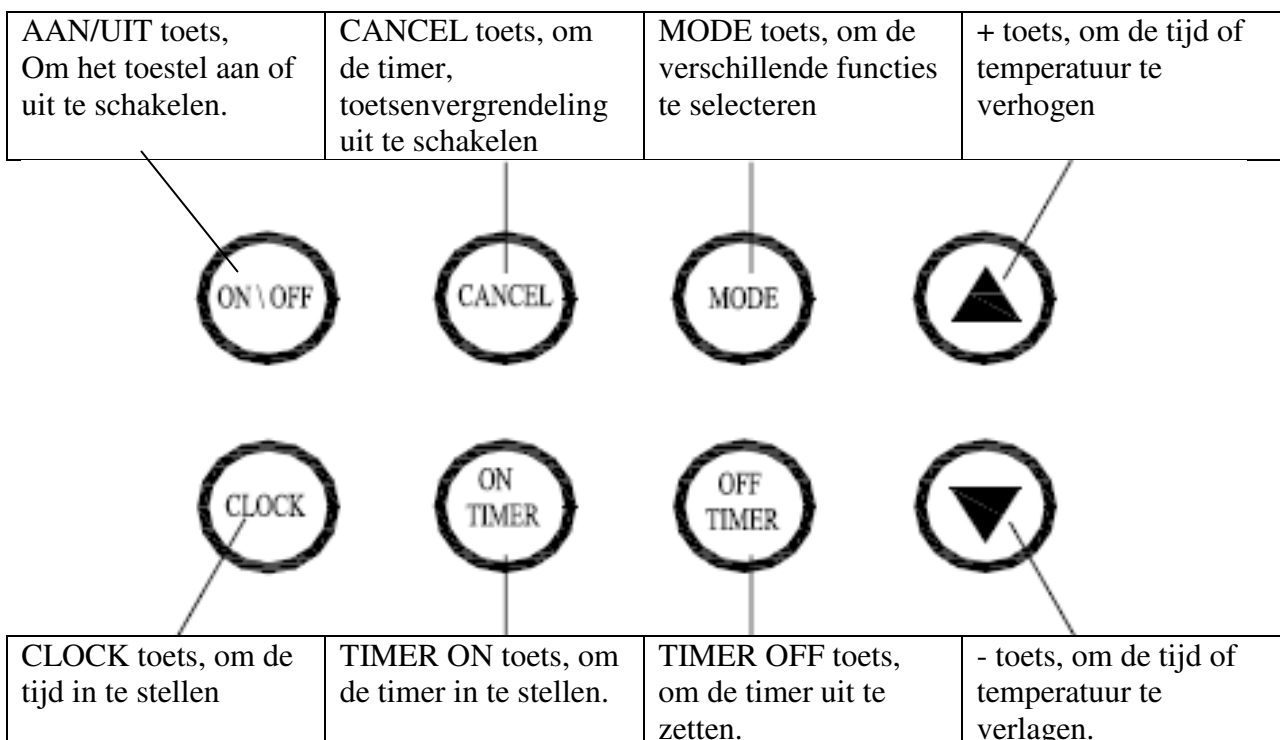 AAN/UIT toets,
Om het toestel aan of
uit te schakelen.
CANCEL toets, om
de timer,
toetsenvergrendeling
uit te schakelen
MODE toets, om de
verschillende functies
te selecteren
+ toets, om de tijd of
temperatuur te
verhogen
ON \ OFF
CANCEL
MODE
CLOCK
ON
TIMER
OFF
TIMER
CLOCK toets, om de
tijd in te stellen
TIMER ON toets, om
de timer in te stellen.
TIMER OFF toets,
om de timer uit te
zetten.
- toets, om de tijd of
temperatuur te
verlagen.